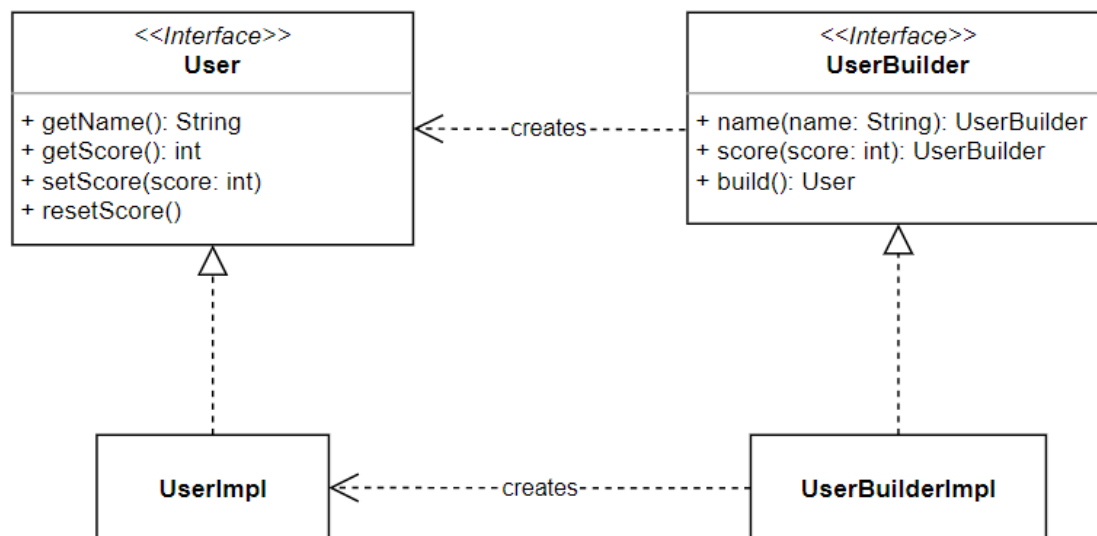 <<Interface>>
User
+ getName(): String
+ getScore(): int
+ setScore(score: int)
+ resetScore()
creates
<<Interface>>
UserBuilder
+ name(name: String): UserBuilder
+ score(score: int): UserBuilder
+ build(): User
UserImpl
creates
UserBuilderImpl